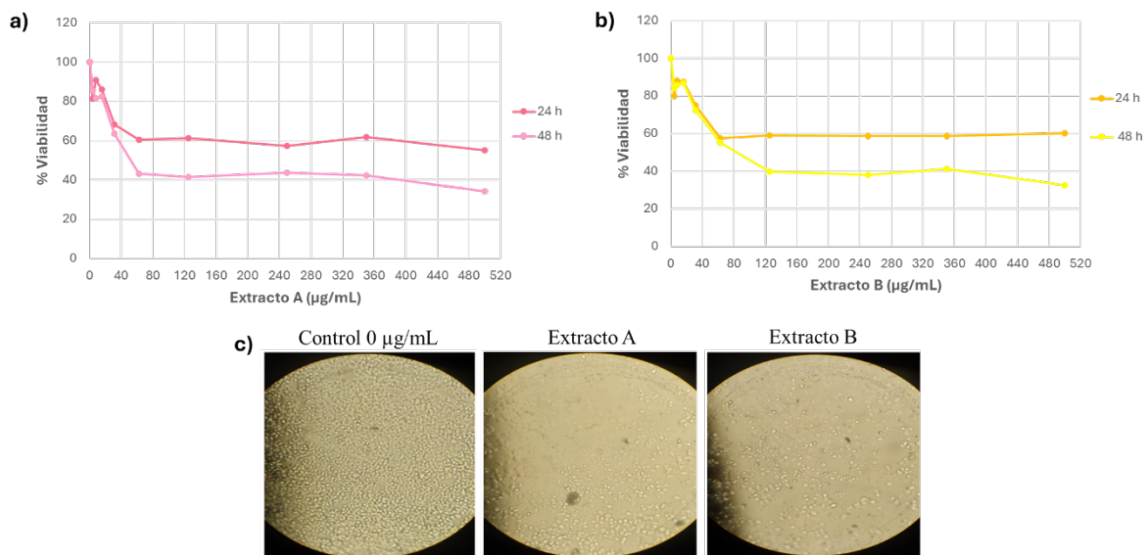 a)
120
100
80
60
40
20
0
% Viabilidad
0 40 80 120 160 200 240 280 320 360 400 440 480 520
Extracto A (µg/mL)
24 h
48 h
b)
120
100
80
60
40
20
0
% Viabilidad
0 40 80 120 160 200 240 280 320 360 400 440 480 520
Extracto B (µg/mL)
24 h
48 h
c)
Control 0 µg/mL
Extracto A
Extracto B